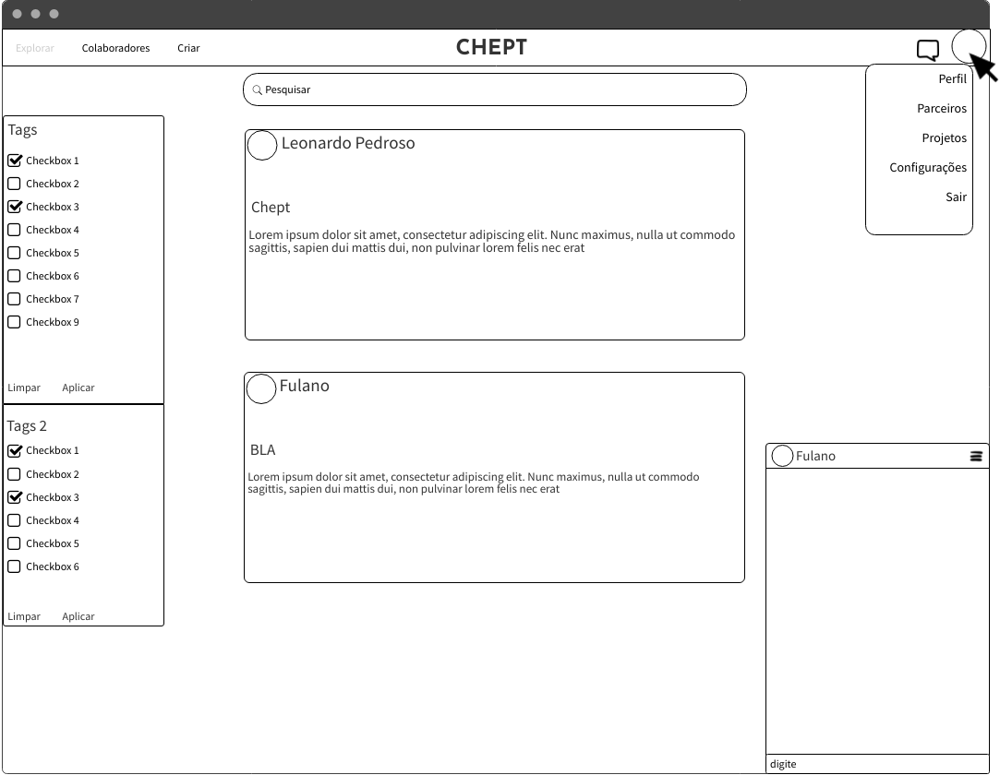 Explorar
Colaboradores
Criar
CHEPT
Pesquisar
Perfil
Parceiros
Projetos
Configurações
Sair
Tags
Checkbox 1
Checkbox 2
Checkbox 3
Checkbox 4
Checkbox 5
Checkbox 6
Checkbox 7
Checkbox 9
Limpar
Aplicar
Tags 2
Checkbox 1
Checkbox 2
Checkbox 3
Checkbox 4
Checkbox 5
Checkbox 6
Limpar
Aplicar
Leonardo Pedroso
Chept
Lorem ipsum dolor sit amet, consectetur adipiscing elit. Nunc maximus, nulla ut commodo
sagittis, sapien dui mattis dui, non pulvinar lorem felis nec erat
Fulano
BLA
Lorem ipsum dolor sit amet, consectetur adipiscing elit. Nunc maximus, nulla ut commodo
sagittis, sapien dui mattis dui, non pulvinar lorem felis nec erat
Fulano
digite